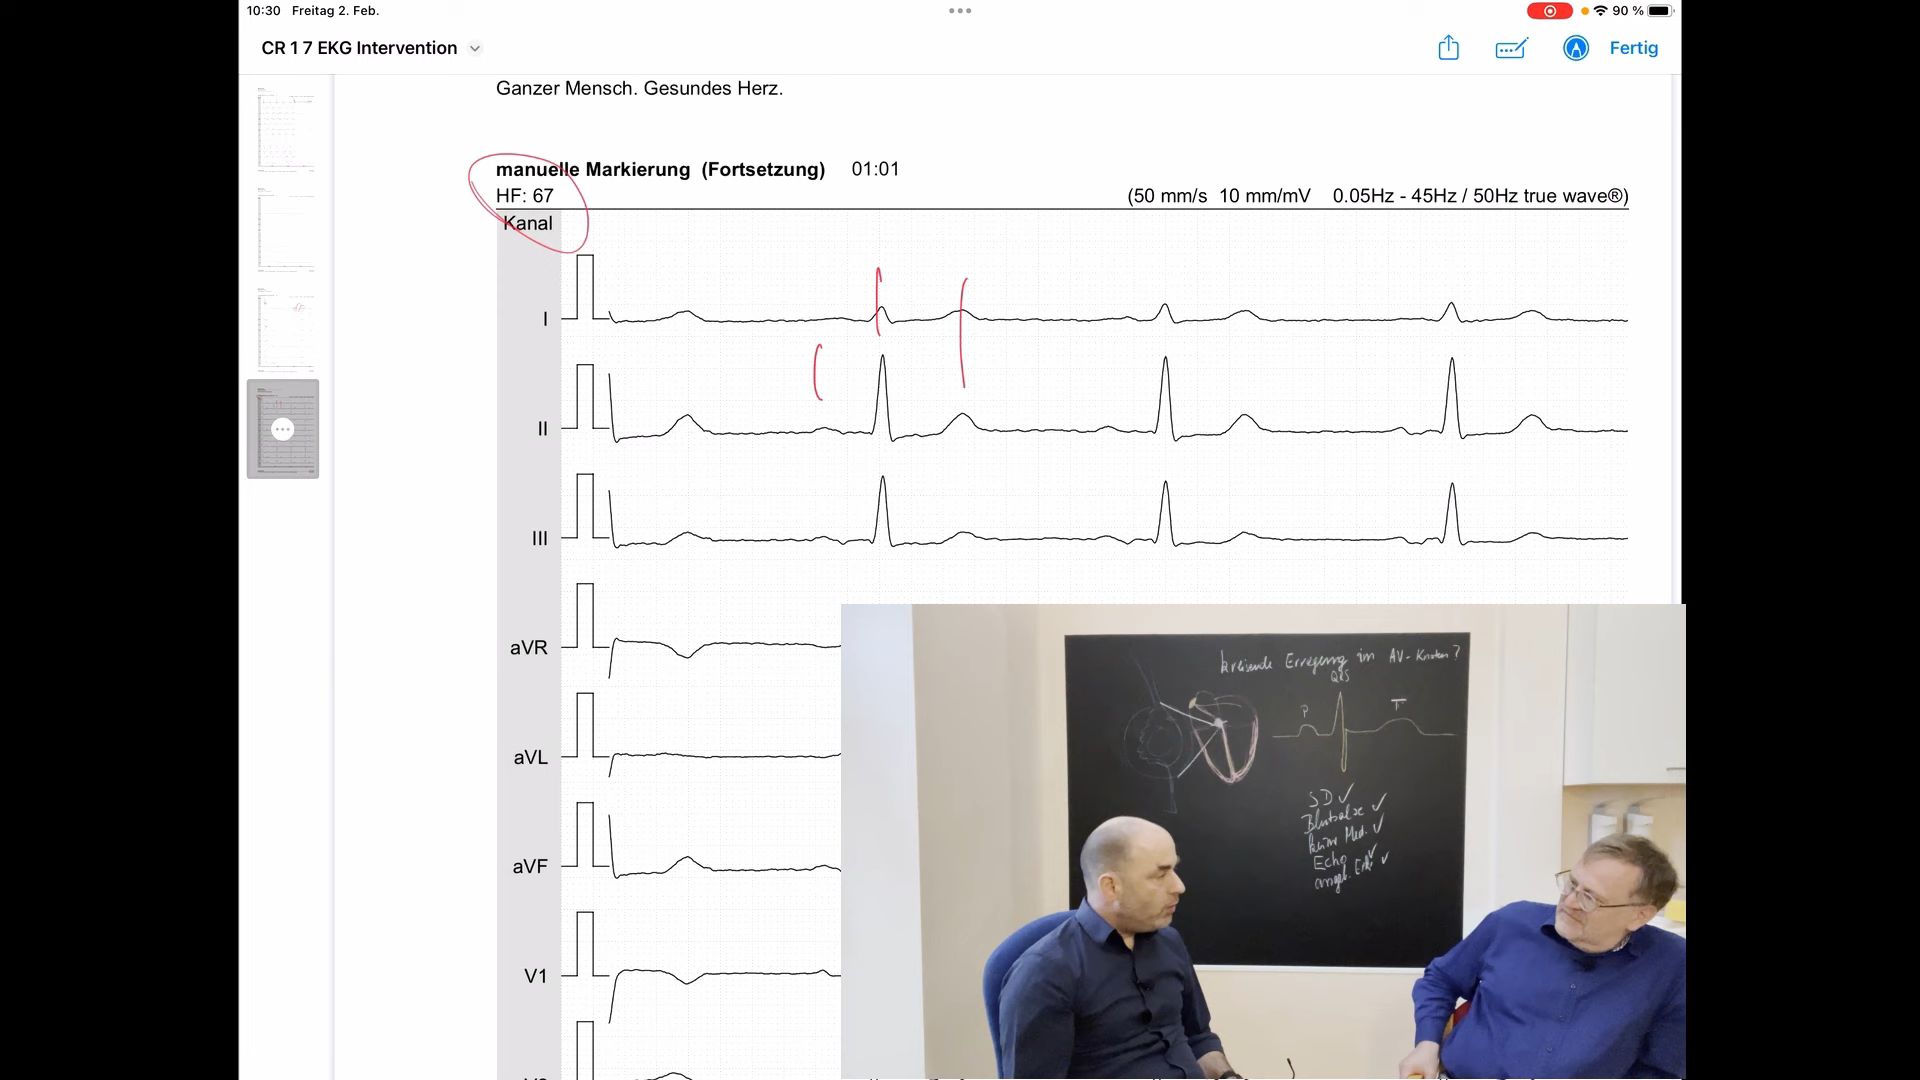 10:30 Freitag 2. Feb.
90 %
CR 1 7 EKG Intervention
Fertig
Ganzer Mensch. Gesundes Herz.
manuelle Markierung (Fortsetzung) 01:01
HF: 67
(50 mm/s 10 mm/mV 0.05Hz - 45Hz / 50Hz true wave®)
Kanal
I
II
III
aVR
aVL
aVF
V1
kreisende Erregung im AV-Knoten?
QRS
P
T
SD ✓
Blutsalze ✓
keine Med. ✓
Echo ✓